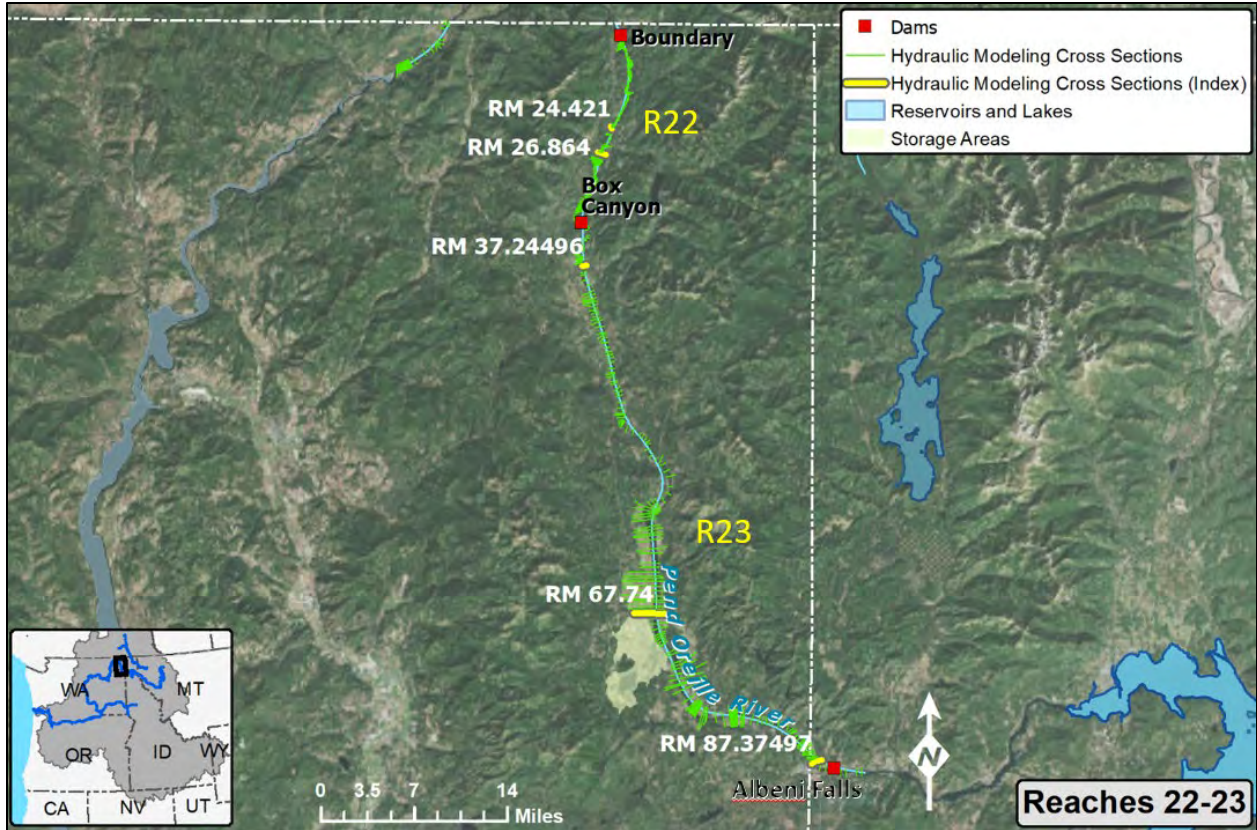 Dams
Hydraulic Modeling Cross Sections
Hydraulic Modeling Cross Sections (Index)
Reservoirs and Lakes
Storage Areas
Boundary
RM 24.421
R22
RM 26.864
Box
Canyon
RM 37.24496
R23
RM 67.74
Pend Oreille River
RM 87.37497
Albeni Falls
WA
MT
OR
ID
WY
CA
NV
UT
0 3.5 7 14
Miles
N
Reaches 22-23